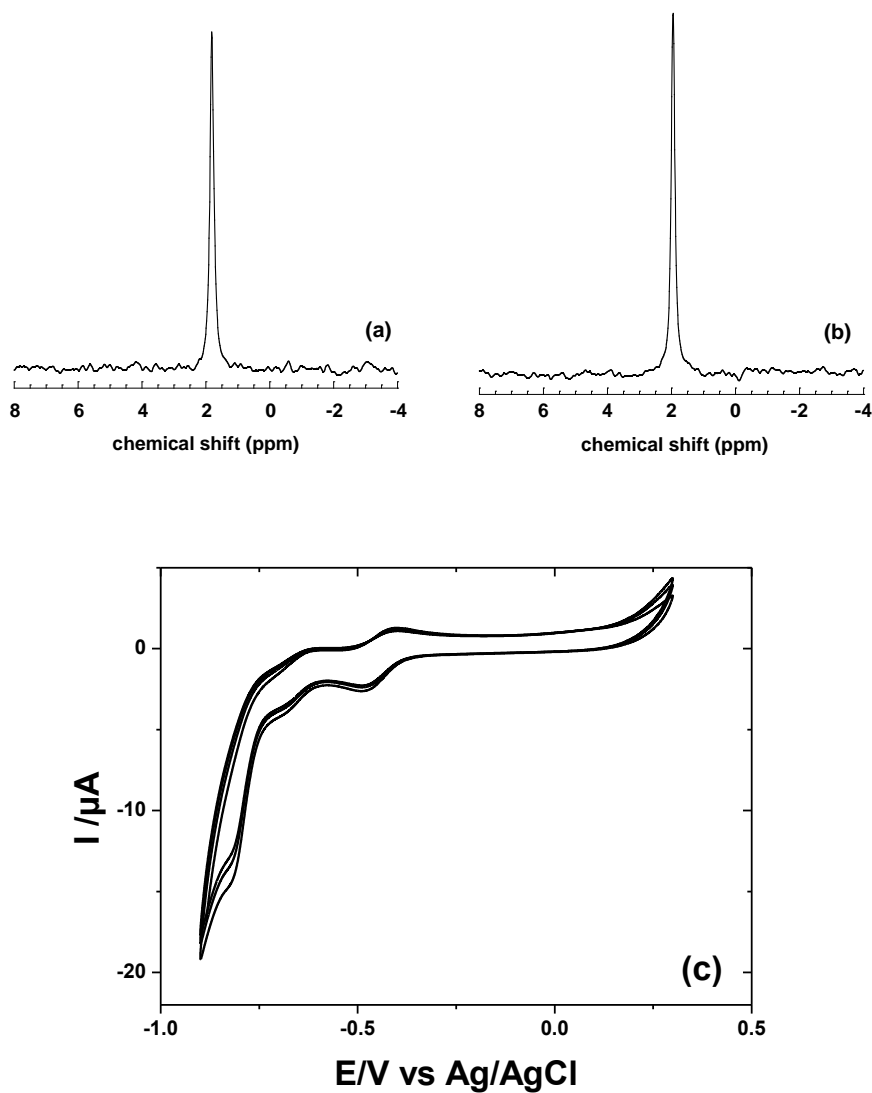 (a)
(b)
8 6 4 2 0 -2 -4
8 6 4 2 0 -2 -4
chemical shift (ppm)
chemical shift (ppm)
0
-10
-20
I /µA
(c)
-1.0 -0.5 0.0 0.5
E/V vs Ag/AgCl